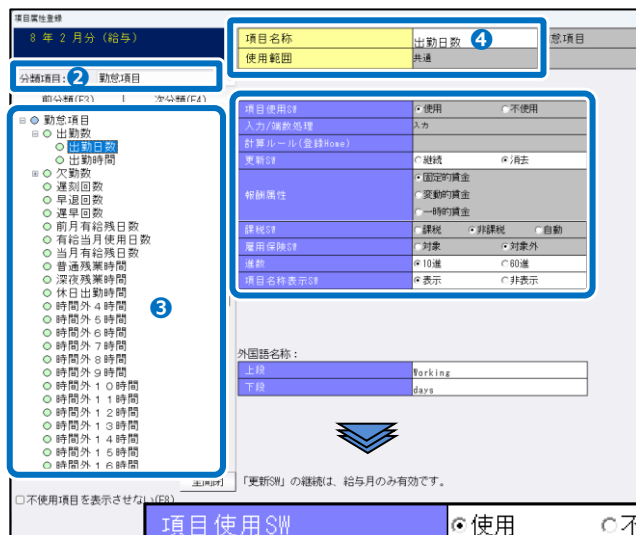 項目属性登録
8 年 2 月分（給与）
項目名称 出勤日数 4 怠項目
使用範囲 共通
分類項目： 2 勤怠項目
前分類(F3) 次分類(F4)
勤怠項目
出勤数
出勤日数
出勤時間
欠勤数
遅刻回数
早退回数
遅早回数
前月有給残日数
有給当月使用日数
当月有給残日数
普通残業時間
深夜残業時間
休日出勤時間
時間外４時間
時間外５時間
時間外６時間
時間外７時間
時間外８時間
時間外９時間
時間外１０時間
時間外１１時間
時間外１２時間
時間外１３時間
時間外１４時間
時間外１５時間
時間外１６時間
3
全開閉
□不使用項目を表示させない(F8)
項目使用SW 使用 不使用
入力/端数処理 入力
計算ルール(登録Home)
更新SW 継続 消去
報酬属性 固定的賃金
変動的賃金
一時的賃金
課税SW 課税 非課税 自動
雇用保険SW 対象 対象外
進数 10進 60進
項目名称表示SW 表示 非表示
外国語名称：
上段 Working
下段 days
「更新SW」の継続は、給与月のみ有効です。
項目使用SW 使用